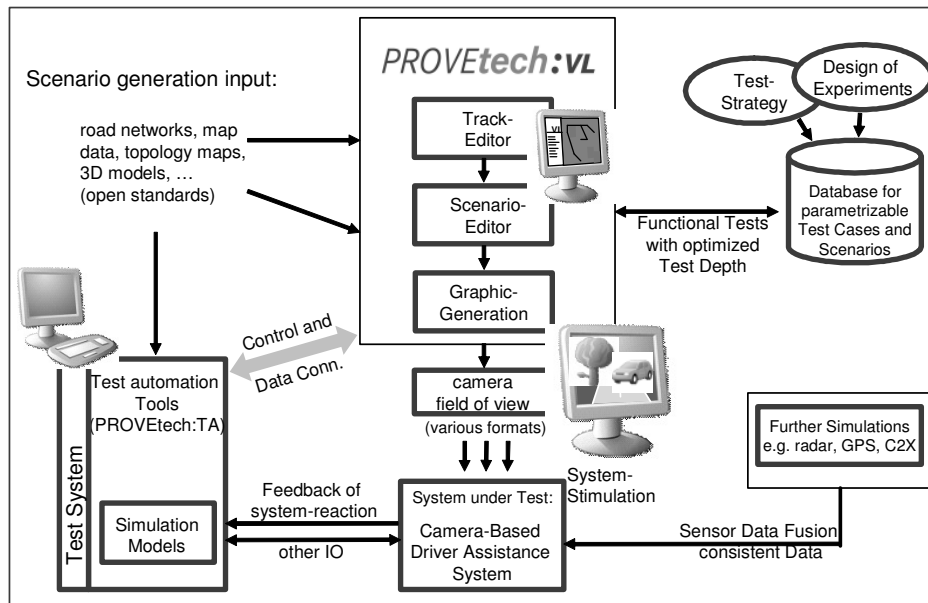 PROVEtech:VL
Scenario generation input:
road networks, map
data, topology maps,
3D models, …
(open standards)
Track-
Editor
VL
Scenario-
Editor
Graphic-
Generation
Test-
Strategy
Design of
Experiments
Database for
parametrizable
Test Cases and
Scenarios
Functional Tests
with optimized
Test Depth
Control and
Data Conn.
camera
field of view
(various formats)
System-
Stimulation
Test System
Test automation
Tools
(PROVEtech:TA)
Simulation
Models
Feedback of
system-reaction
other IO
System under Test:
Camera-Based
Driver Assistance
System
Further Simulations
e.g. radar, GPS, C2X
Sensor Data Fusion
consistent Data